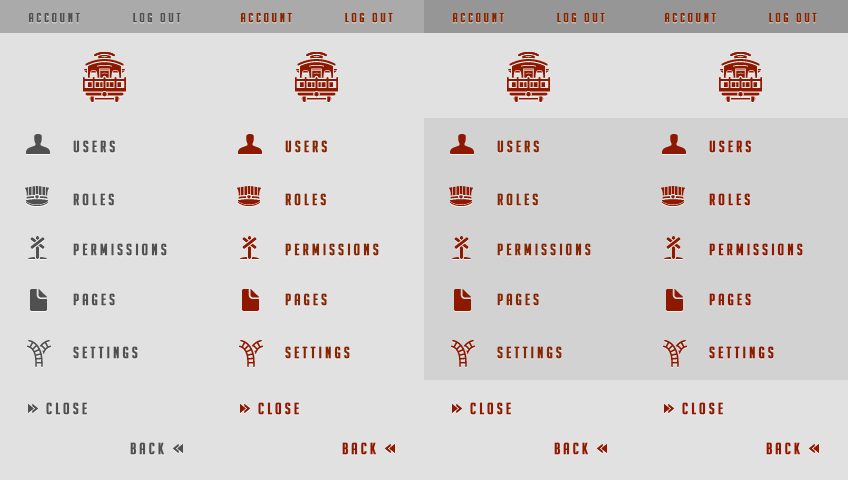 ACCOUNT LOG OUT ACCOUNT LOG OUT ACCOUNT LOG OUT ACCOUNT LOG OUT
USERS USERS USERS USERS
ROLES ROLES ROLES ROLES
PERMISSIONS PERMISSIONS PERMISSIONS PERMISSIONS
PAGES PAGES PAGES PAGES
SETTINGS SETTINGS SETTINGS SETTINGS
CLOSE CLOSE CLOSE CLOSE
BACK BACK BACK BACK